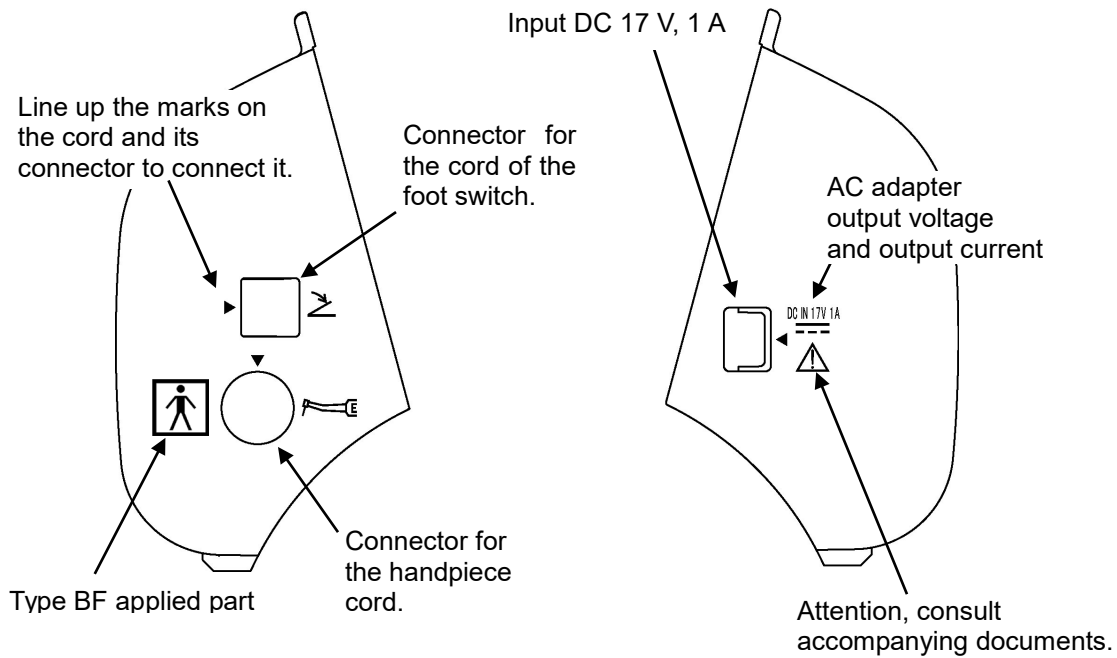 Input DC 17 V, 1 A
Line up the marks on
the cord and its
connector to connect it.
Connector for
the cord of the
foot switch.
AC adapter
output voltage
and output current
DC IN 17V 1A
E
Connector for
the handpiece
cord.
Type BF applied part
Attention, consult
accompanying documents.